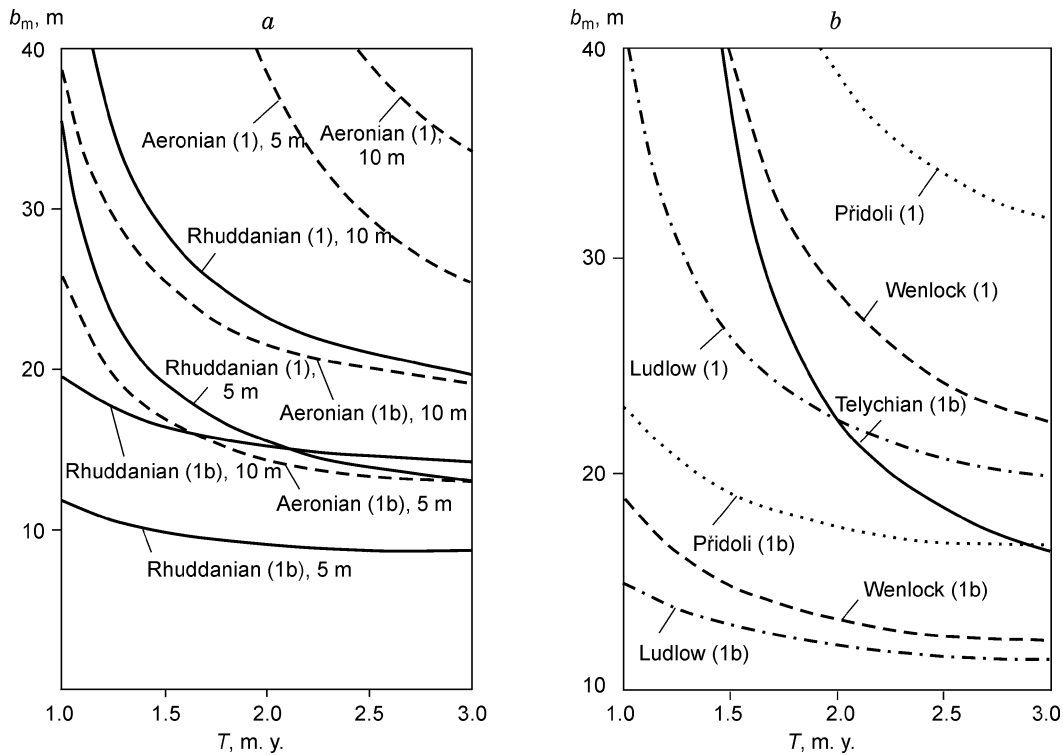 bm, m
a
40
30
20
10
1.0
1.5
2.0
2.5
3.0
T, m. y.
Aeronian (1), 5 m
Aeronian (1),
10 m
Rhuddanian (1), 10 m
Rhuddanian (1),
5 m
Aeronian (1b), 10 m
Rhuddanian (1b), 10 m
Aeronian (1b), 5 m
Rhuddanian (1b), 5 m
bm, m
b
40
30
20
10
1.0
1.5
2.0
2.5
3.0
T, m. y.
Přidoli (1)
Wenlock (1)
Ludlow (1)
Telychian (1b)
Přidoli (1b)
Wenlock (1b)
Ludlow (1b)